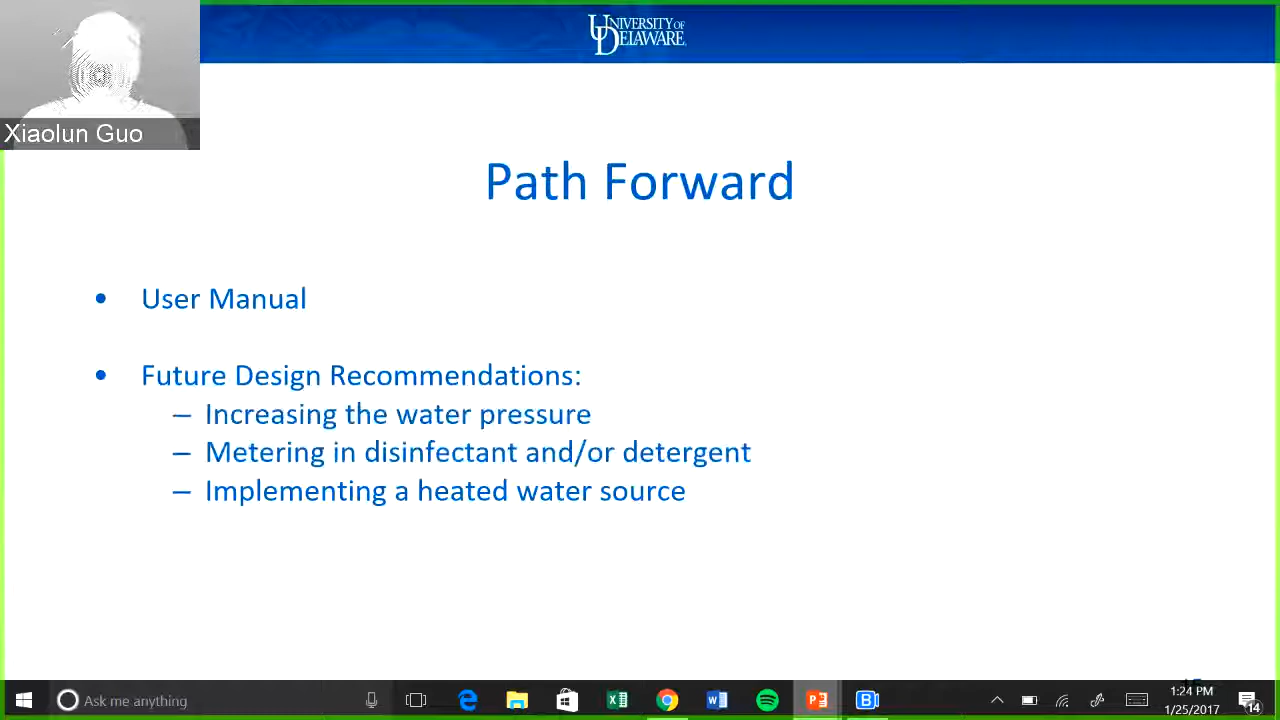 UNIVERSITY OF
DELAWARE
Xiaolun Guo
Path Forward
• User Manual
• Future Design Recommendations:
– Increasing the water pressure
– Metering in disinfectant and/or detergent
– Implementing a heated water source
Ask me anything
1:24 PM
1/25/2017
14